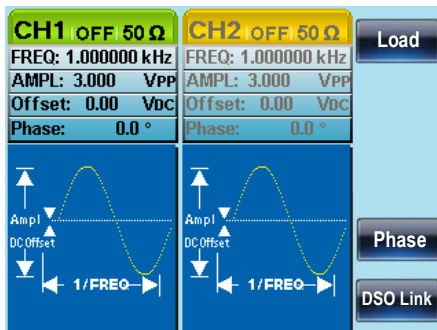 CH1 OFF 50 Ω
FREQ: 1.000000 kHz
AMPL: 3.000 VPP
Offset: 0.00 VDC
Phase: 0.0 °
Ampl
DC Offset
1/FREQ
CH2 OFF 50 Ω
FREQ: 1.000000 kHz
AMPL: 3.000 VPP
Offset: 0.00 VDC
Phase: 0.0 °
Ampl
DC Offset
1/FREQ
Load
Phase
DSO Link